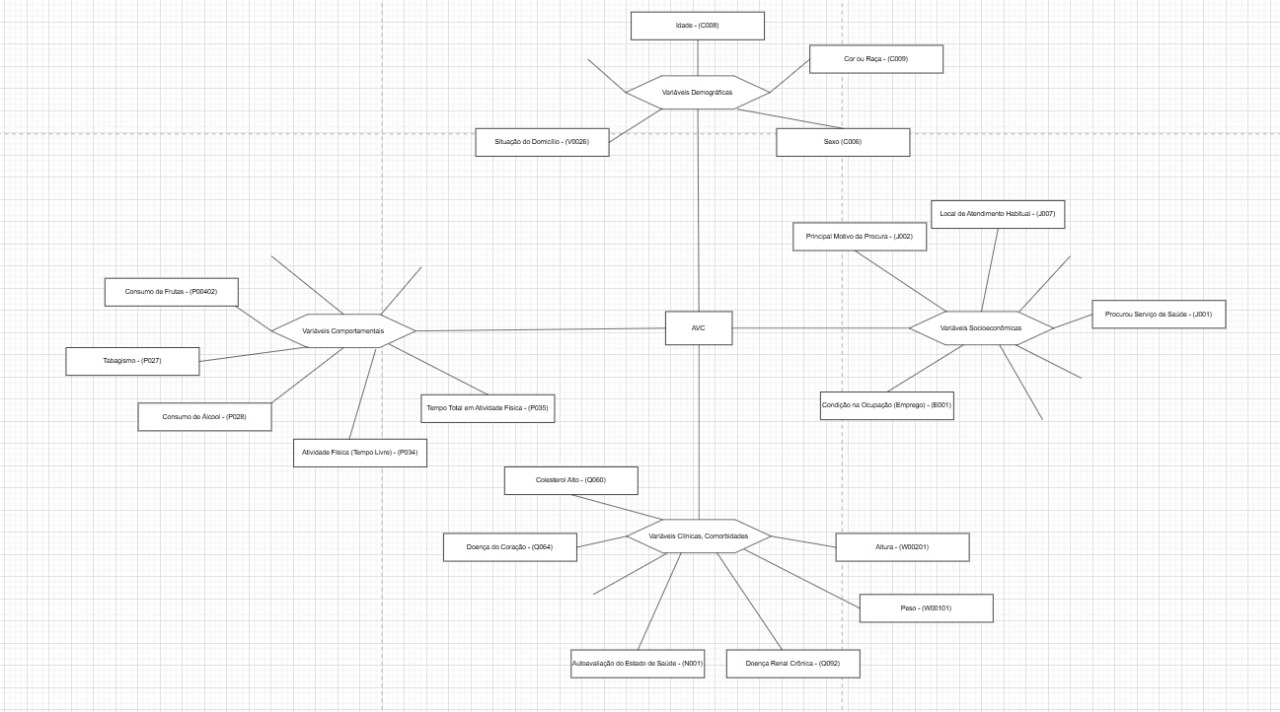 Idade - (C008)
Cor ou Raça - (C009)
Variáveis Demográficas
Situação do Domicílio - (V0026)
Sexo (C006)
Local de Atendimento Habitual - (J007)
Principal Motivo da Procura - (J002)
Consumo de Frutas - (P00402)
Procurou Serviço de Saúde - (J001)
Variáveis Comportamentais
AVC
Variáveis Socioeconômicas
Tabagismo - (P027)
Consumo de Álcool - (P028)
Tempo Total em Atividade Física - (P035)
Condição na Ocupação (Emprego) - (E001)
Atividade Física (Tempo Livre) - (P034)
Colesterol Alto - (Q060)
Variáveis Clínicas, Comorbidades
Doença do Coração - (Q064)
Altura - (W00201)
Peso - (W00101)
Autoavaliação do Estado de Saúde - (N001)
Doença Renal Crônica - (Q092)